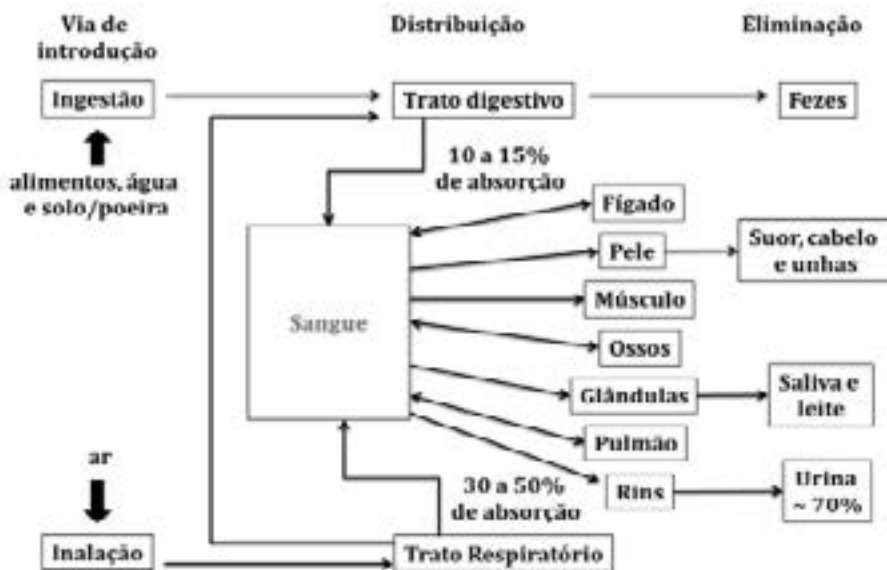 Via de
introdução
Distribuição
Eliminação
Ingestão
Trato digestivo
Fezes
10 a 15%
de absorção
alimentos, água
e solo/poeira
Fígado
Pele
Suor, cabelo
e unhas
Músculo
Sangue
Ossos
Glândulas
Saliva e
leite
Pulmão
ar
30 a 50%
de absorção
Rins
Urina
~ 70%
Inalação
Trato Respiratório